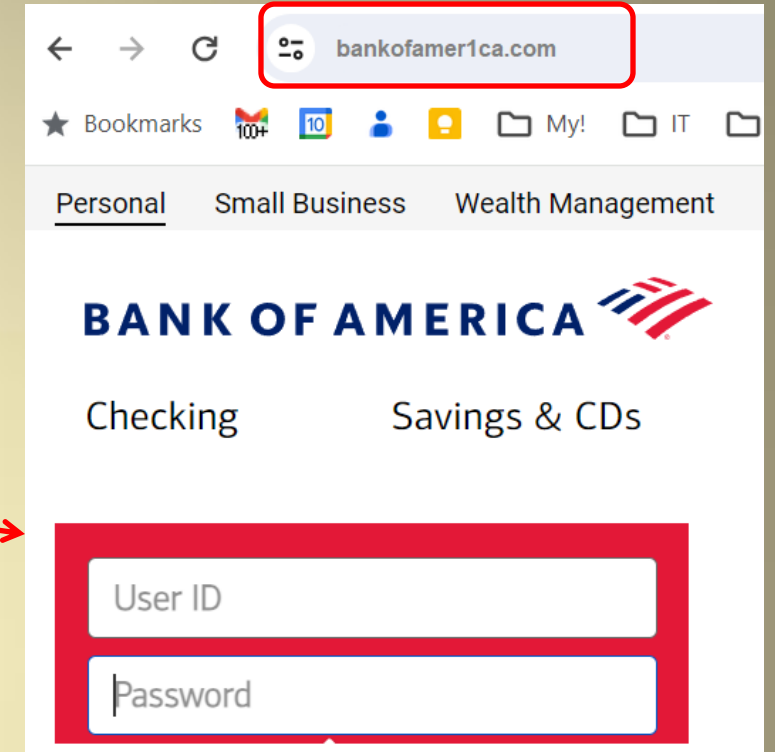 bankofamer1ca.com
Bookmarks 100+ 10 My! IT
Personal Small Business Wealth Management
BANK OF AMERICA
Checking Savings & CDs
User ID
Password